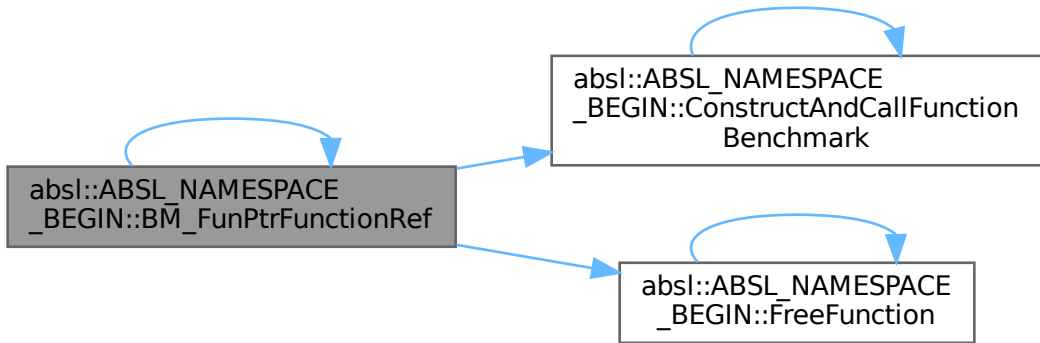 absl::ABSL_NAMESPACE
_BEGIN::ConstructAndCallFunction
Benchmark
absl::ABSL_NAMESPACE
_BEGIN::BM_FunPtrFunctionRef
absl::ABSL_NAMESPACE
_BEGIN::FreeFunction